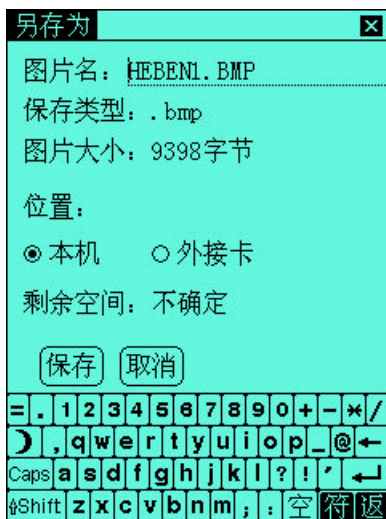 另存为
图片名：HEBEN1.BMP
保存类型：.bmp
图片大小：9398字节
位置：
本机 外接卡
剩余空间：不确定
保存 取消
= . 1 2 3 4 5 6 7 8 9 0 + - * /
) , q w e r t y u i o p _ @ ←
Caps a s d f g h j k l ? ! ' ↵
⇧Shift z x c v b n m ; : 空 符 返